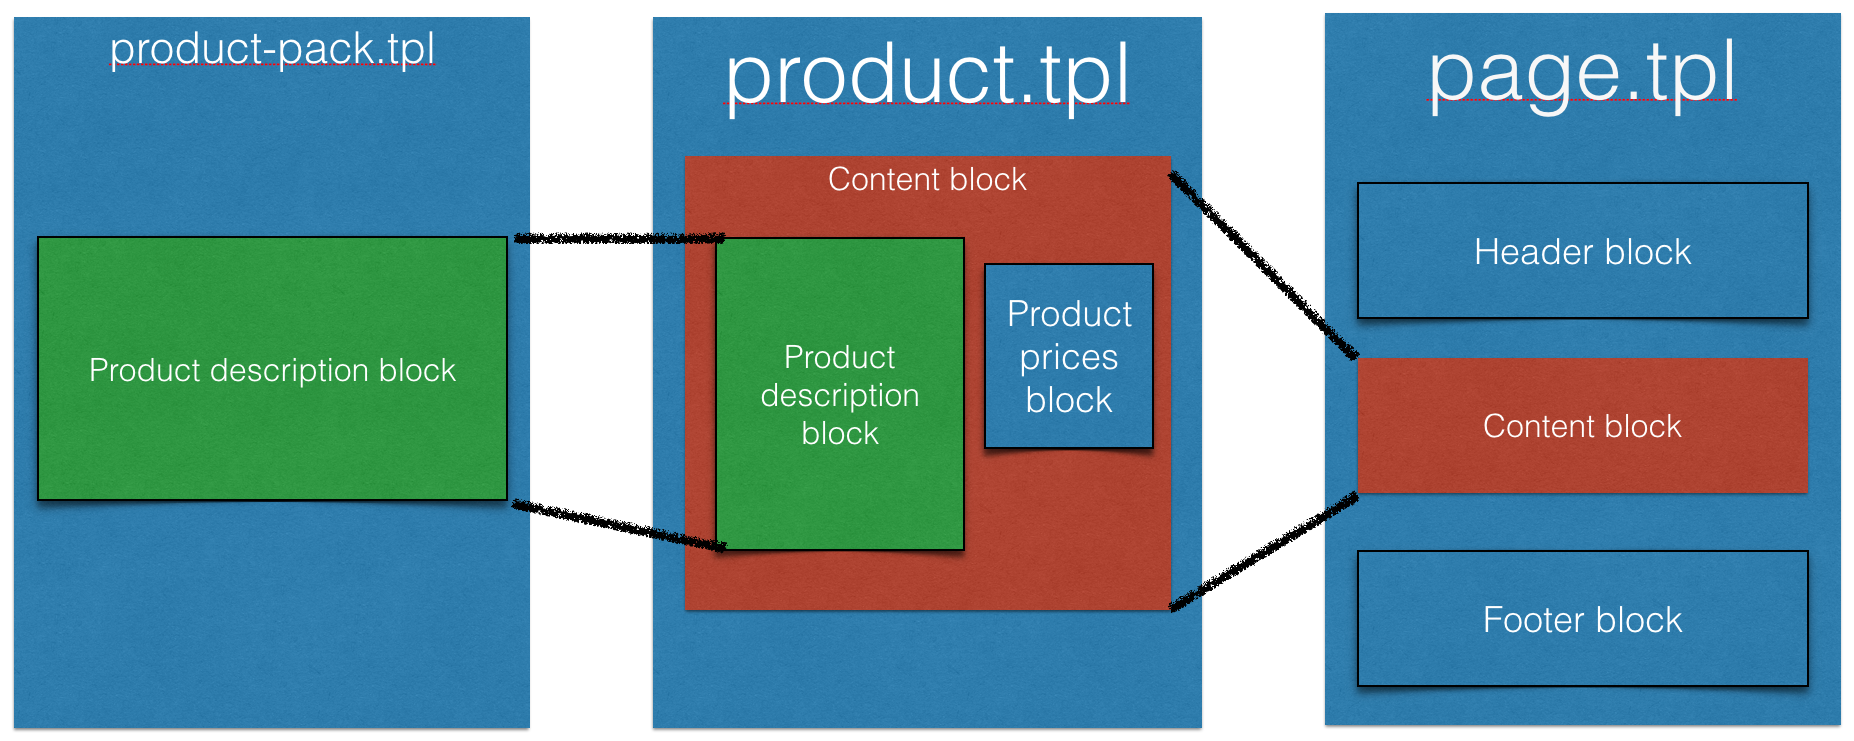 product-pack.tpl
Product description block
product.tpl
Content block
Product
description
block
Product
prices
block
page.tpl
Header block
Content block
Footer block